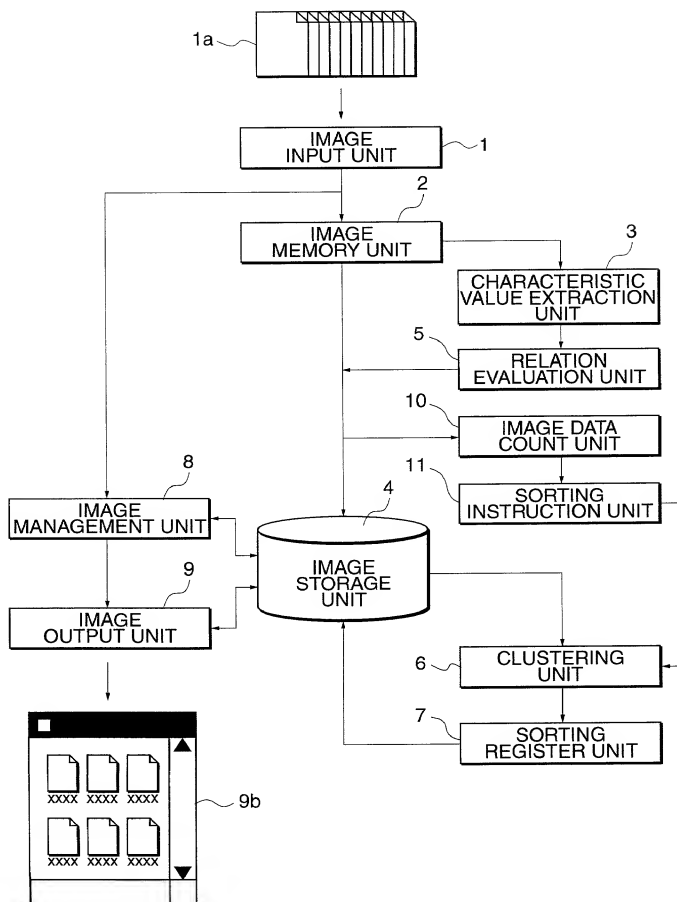 1a
IMAGE
INPUT UNIT
1
2
IMAGE
MEMORY UNIT
3
CHARACTERISTIC
VALUE EXTRACTION
UNIT
5
RELATION
EVALUATION UNIT
10
IMAGE DATA
COUNT UNIT
11
SORTING
INSTRUCTION UNIT
8
IMAGE
MANAGEMENT UNIT
4
IMAGE
STORAGE
UNIT
9
IMAGE
OUTPUT UNIT
6
CLUSTERING
UNIT
7
SORTING
REGISTER UNIT
XXXX XXXX XXXX
XXXX XXXX XXXX
9b